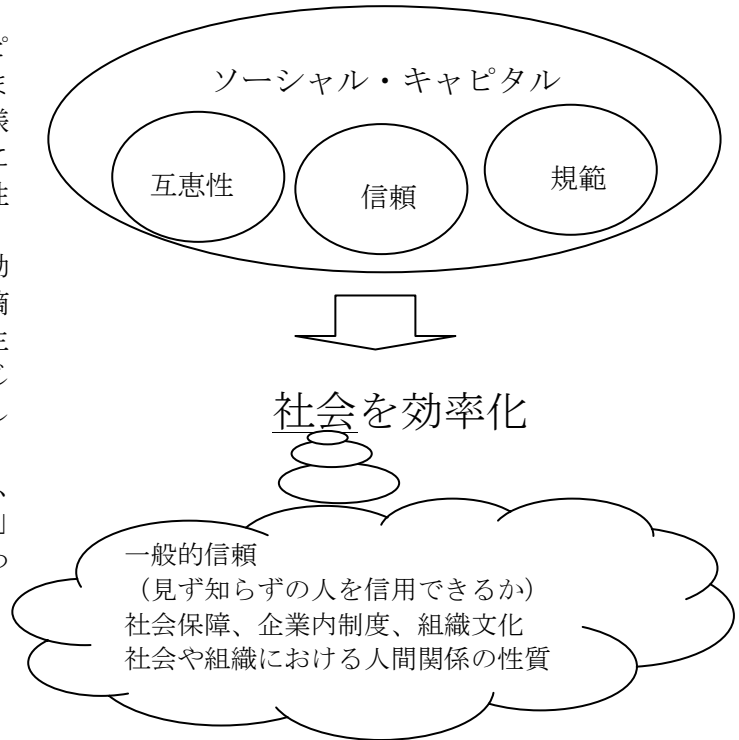 ソーシャル・キャピタル
互恵性
信頼
規範
社会を効率化
一般的信頼
（見ず知らずの人を信用できるか）
社会保障、企業内制度、組織文化
社会や組織における人間関係の性質